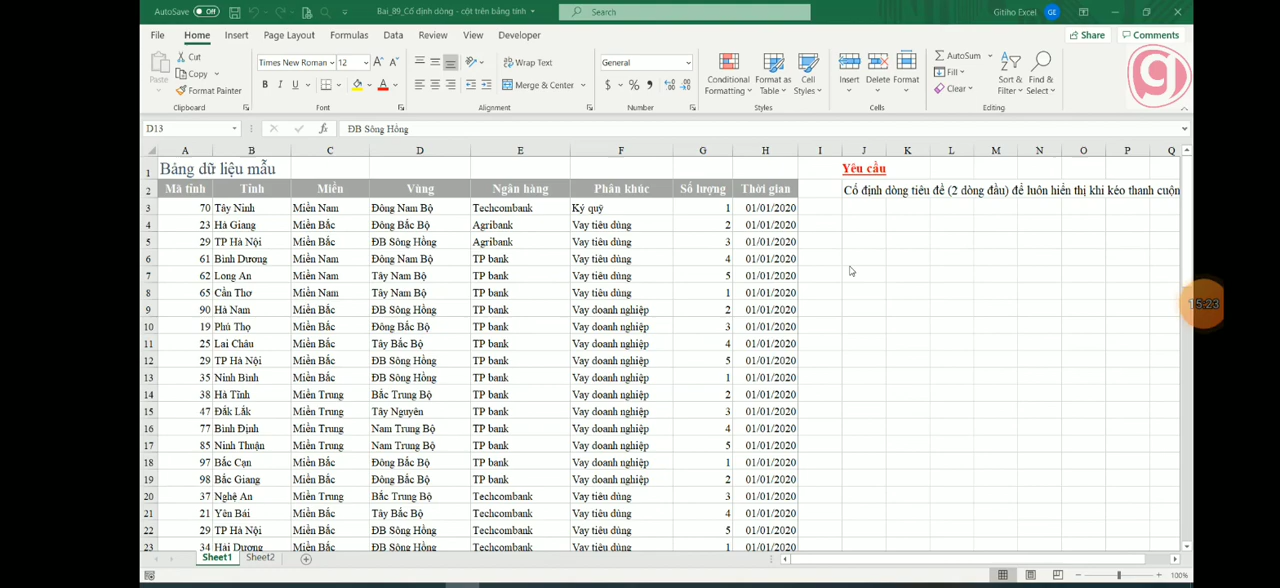 AutoSave Off Bai_89_Cố định dòng - cột trên bảng tính Search Gitiho Excel GE
File Home Insert Page Layout Formulas Data Review View Developer Share Comments
Paste Cut Copy Format Painter Clipboard
Times New Roman 12 B I U Font
Wrap Text Merge & Center Alignment
General $ % Number
Conditional Formatting Format as Table Cell Styles Styles
Insert Delete Format Cells
AutoSum Fill Clear Sort & Filter Find & Select Editing
D13 fx ĐB Sông Hồng
A B C D E F G H I J K L M N O P Q
1 Bảng dữ liệu mẫu Yêu cầu
2 Mã tỉnh Tỉnh Miền Vùng Ngân hàng Phân khúc Số lượng Thời gian Cố định dòng tiêu đề (2 dòng đầu) để luôn hiển thị khi kéo thanh cuộn
3 70 Tây Ninh Miền Nam Đông Nam Bộ Techcombank Ký quỹ 1 01/01/2020
4 23 Hà Giang Miền Bắc Đông Bắc Bộ Agribank Vay tiêu dùng 2 01/01/2020
5 29 TP Hà Nội Miền Bắc ĐB Sông Hồng Agribank Vay tiêu dùng 3 01/01/2020
6 61 Bình Dương Miền Nam Đông Nam Bộ TP bank Vay tiêu dùng 4 01/01/2020
7 62 Long An Miền Nam Tây Nam Bộ TP bank Vay tiêu dùng 5 01/01/2020
8 65 Cần Thơ Miền Nam Tây Nam Bộ TP bank Vay tiêu dùng 1 01/01/2020
9 90 Hà Nam Miền Bắc ĐB Sông Hồng TP bank Vay doanh nghiệp 2 01/01/2020
10 19 Phú Thọ Miền Bắc Đông Bắc Bộ TP bank Vay doanh nghiệp 3 01/01/2020
11 25 Lai Châu Miền Bắc Tây Bắc Bộ TP bank Vay doanh nghiệp 4 01/01/2020
12 29 TP Hà Nội Miền Bắc ĐB Sông Hồng TP bank Vay doanh nghiệp 5 01/01/2020
13 35 Ninh Bình Miền Bắc ĐB Sông Hồng TP bank Vay doanh nghiệp 1 01/01/2020
14 38 Hà Tĩnh Miền Trung Bắc Trung Bộ TP bank Vay doanh nghiệp 2 01/01/2020
15 47 Đắk Lắk Miền Trung Tây Nguyên TP bank Vay doanh nghiệp 3 01/01/2020
16 77 Bình Định Miền Trung Nam Trung Bộ TP bank Vay doanh nghiệp 4 01/01/2020
17 85 Ninh Thuận Miền Trung Nam Trung Bộ TP bank Vay doanh nghiệp 5 01/01/2020
18 97 Bắc Cạn Miền Bắc Đông Bắc Bộ TP bank Vay doanh nghiệp 1 01/01/2020
19 98 Bắc Giang Miền Bắc Đông Bắc Bộ TP bank Vay doanh nghiệp 2 01/01/2020
20 37 Nghệ An Miền Trung Bắc Trung Bộ Techcombank Vay tiêu dùng 3 01/01/2020
21 21 Yên Bái Miền Bắc Tây Bắc Bộ Techcombank Vay tiêu dùng 4 01/01/2020
22 29 TP Hà Nội Miền Bắc ĐB Sông Hồng Techcombank Vay tiêu dùng 5 01/01/2020
23 34 Hải Dương Miền Bắc ĐB Sông Hồng Techcombank Vay tiêu dùng 1 01/01/2020
15:23
Sheet1 Sheet2
100%